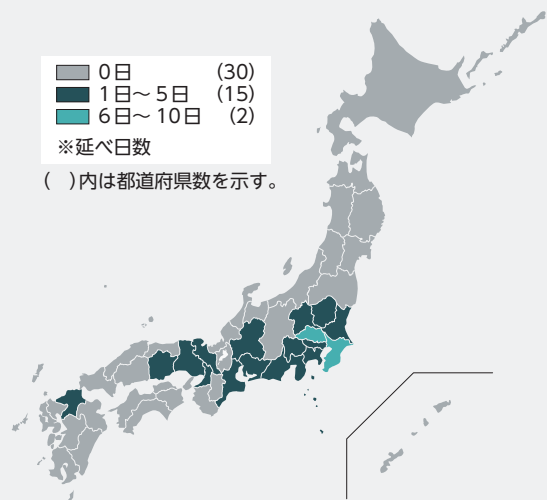 0日 (30)
1日～5日 (15)
6日～10日 (2)
※延べ日数
( )内は都道府県数を示す。